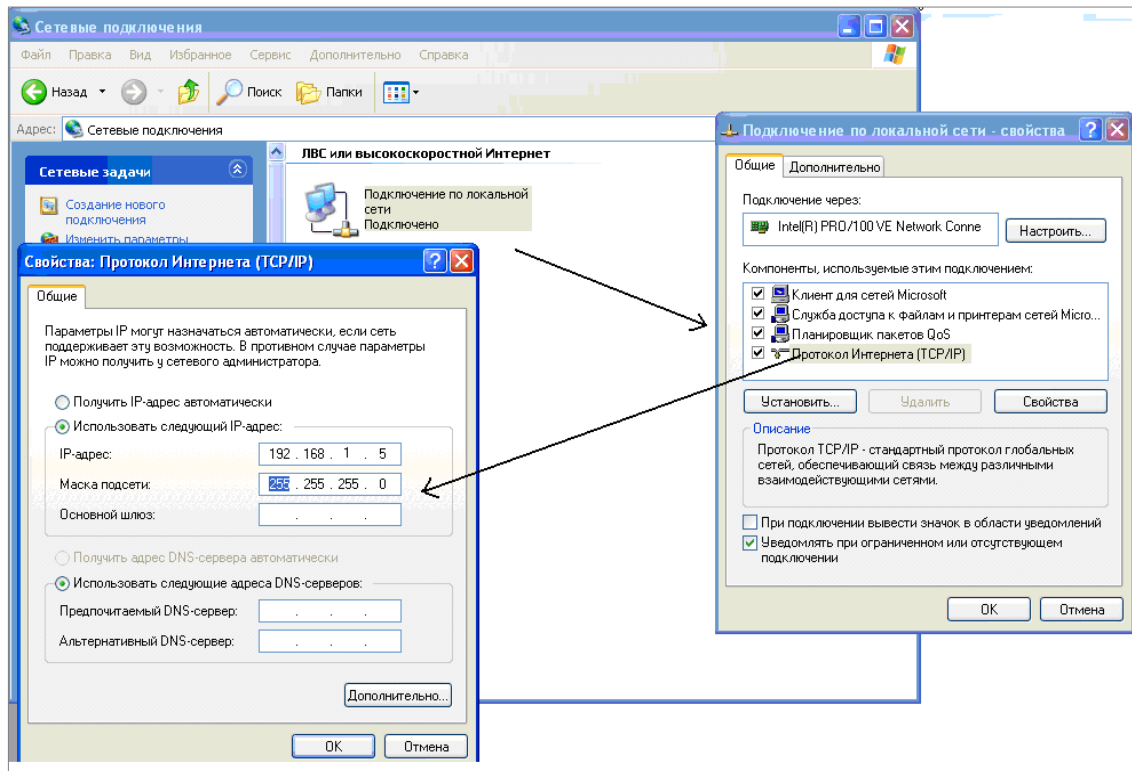 Сетевые подключения
Файл Правка Вид Избранное Сервис Дополнительно Справка
Назад Поиск Папки
Адрес: Сетевые подключения
Сетевые задачи
Создание нового
подключения
Изменить параметры
ЛВС или высокоскоростной Интернет
Подключение по локальной
сети
Подключено
Подключение по локальной сети - свойства
Общие Дополнительно
Подключение через:
Intel(R) PRO/100 VE Network Conne
Настроить...
Компоненты, используемые этим подключением:
Клиент для сетей Microsoft
Служба доступа к файлам и принтерам сетей Micro...
Планировщик пакетов QoS
Протокол Интернета (TCP/IP)
Установить... Удалить Свойства
Описание
Протокол TCP/IP - стандартный протокол глобальных
сетей, обеспечивающий связь между различными
взаимодействующими сетями.
При подключении вывести значок в области уведомлений
Уведомлять при ограниченном или отсутствующем
подключении
OK Отмена
Свойства: Протокол Интернета (TCP/IP)
Общие
Параметры IP могут назначаться автоматически, если сеть
поддерживает эту возможность. В противном случае параметры
IP можно получить у сетевого администратора.
Получить IP-адрес автоматически
Использовать следующий IP-адрес:
IP-адрес: 192 . 168 . 1 . 5
Маска подсети: 255 . 255 . 255 . 0
Основной шлюз: . . .
Получить адрес DNS-сервера автоматически
Использовать следующие адреса DNS-серверов:
Предпочитаемый DNS-сервер: . . .
Альтернативный DNS-сервер: . . .
Дополнительно...
OK Отмена